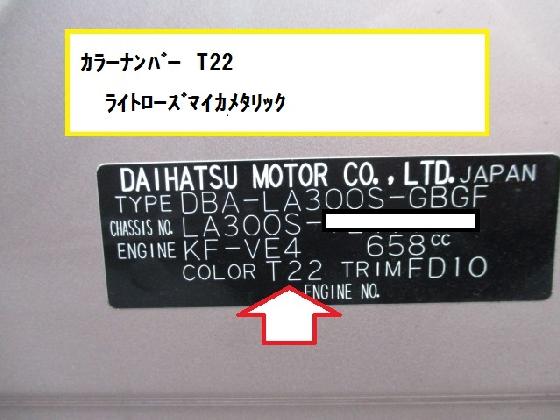 カラーナンバー T22
ライトローズマイカメタリック
DAIHATSU MOTOR CO., LTD. JAPAN
TYPE DBA-LA300S-GBGF
CHASSIS NO. LA300S-
ENGINE KF-VE4 658cc
COLOR T22 TRIM FD10
ENGINE NO.